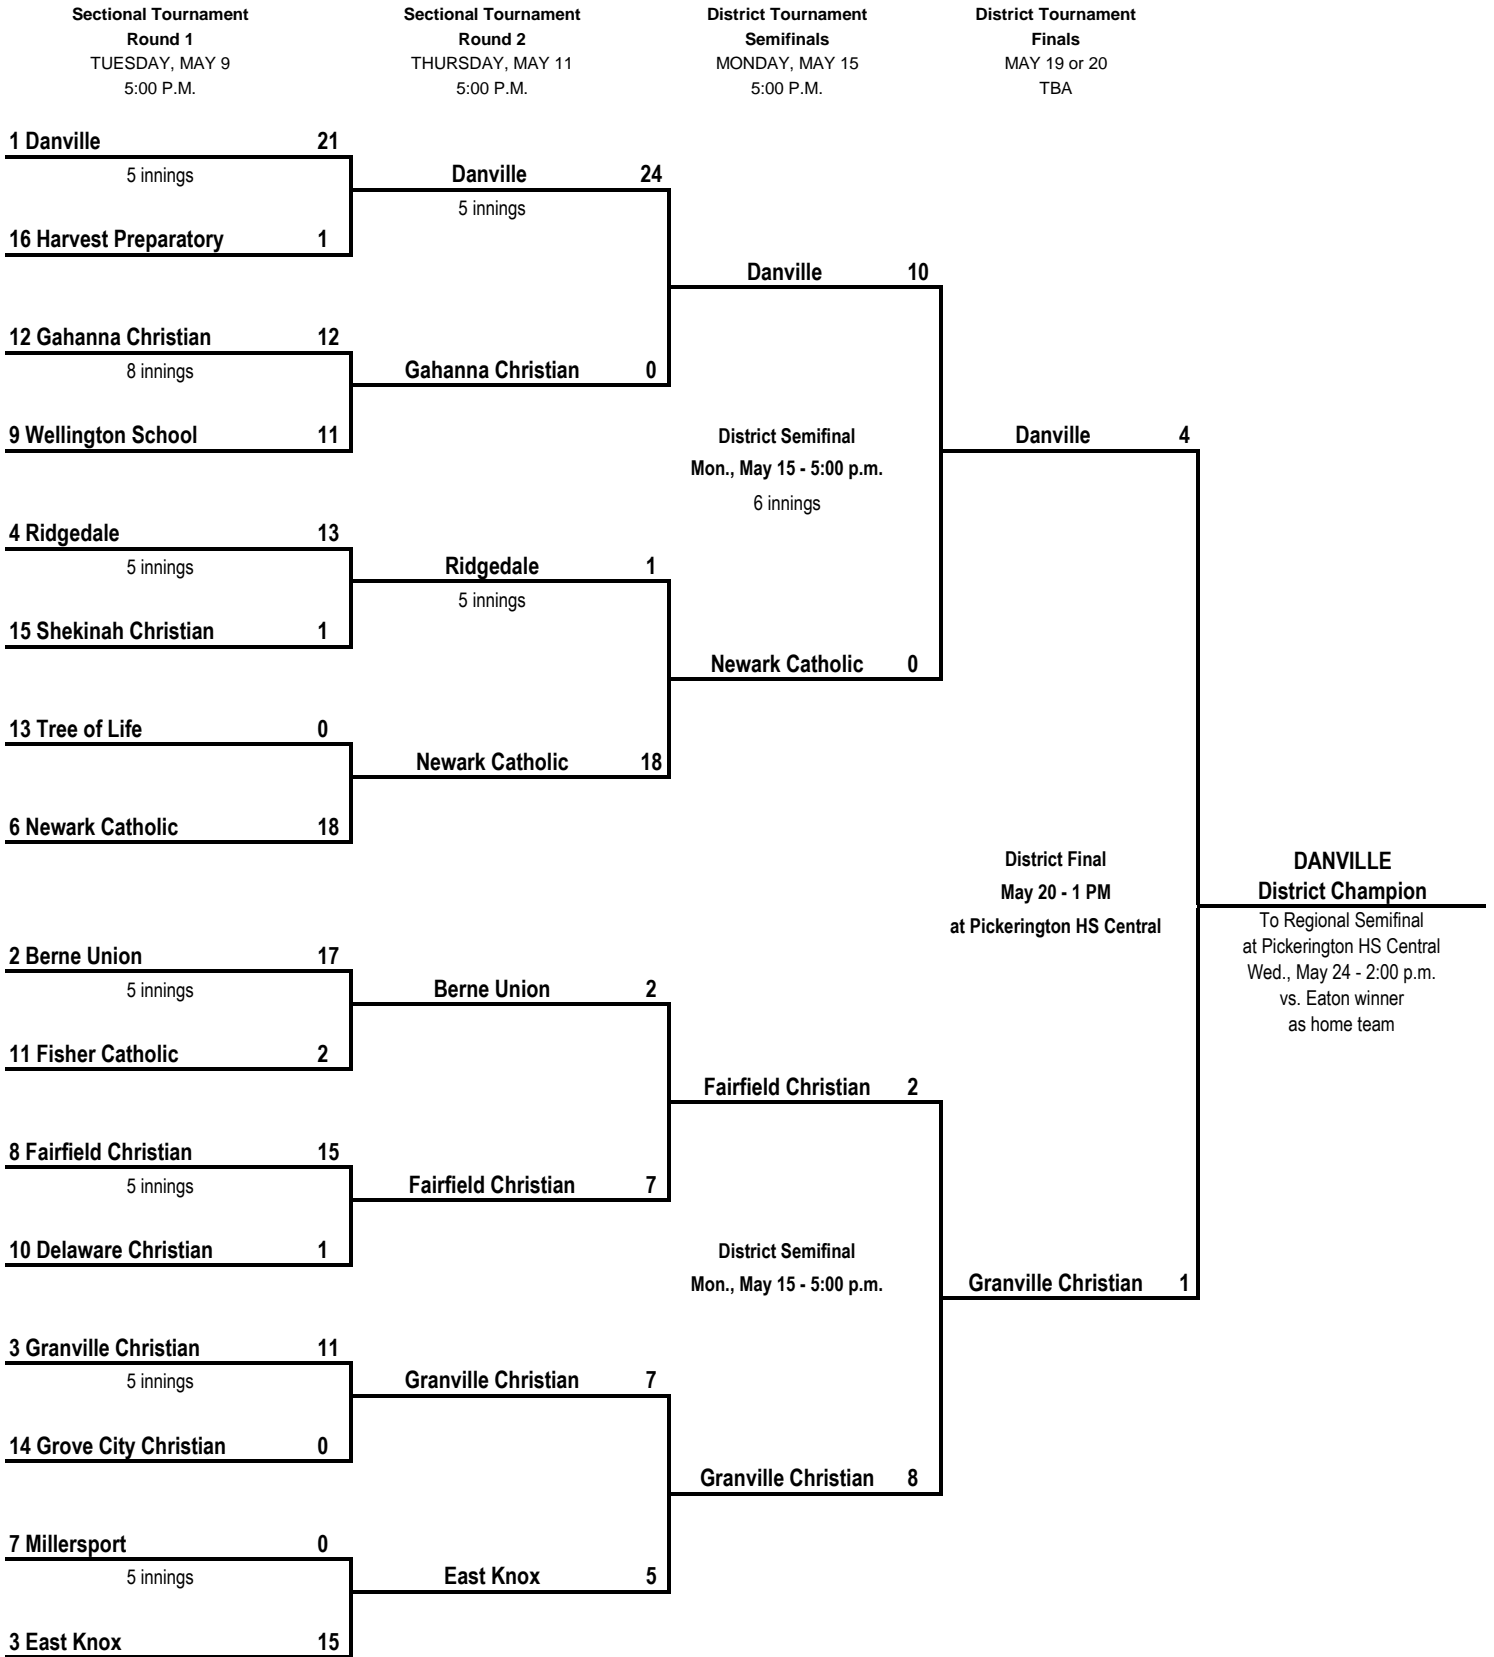 Sectional Tournament
Round 1
TUESDAY, MAY 9
5:00 P.M.
Sectional Tournament
Round 2
THURSDAY, MAY 11
5:00 P.M.
District Tournament
Semifinals
MONDAY, MAY 15
5:00 P.M.
District Tournament
Finals
MAY 19 or 20
TBA
1 Danville 21
5 innings
16 Harvest Preparatory 1
12 Gahanna Christian 12
8 innings
9 Wellington School 11
4 Ridgedale 13
5 innings
15 Shekinah Christian 1
13 Tree of Life 0
6 Newark Catholic 18
2 Berne Union 17
5 innings
11 Fisher Catholic 2
8 Fairfield Christian 15
5 innings
10 Delaware Christian 1
3 Granville Christian 11
5 innings
14 Grove City Christian 0
7 Millersport 0
5 innings
3 East Knox 15
Danville 24
5 innings
Gahanna Christian 0
Ridgedale 1
5 innings
Newark Catholic 18
Berne Union 2
Fairfield Christian 7
Granville Christian 7
East Knox 5
Danville 10
District Semifinal
Mon., May 15 - 5:00 p.m.
6 innings
Newark Catholic 0
Fairfield Christian 2
District Semifinal
Mon., May 15 - 5:00 p.m.
Granville Christian 8
Danville 4
District Final
May 20 - 1 PM
at Pickerington HS Central
Granville Christian 1
DANVILLE
District Champion
To Regional Semifinal
at Pickerington HS Central
Wed., May 24 - 2:00 p.m.
vs. Eaton winner
as home team